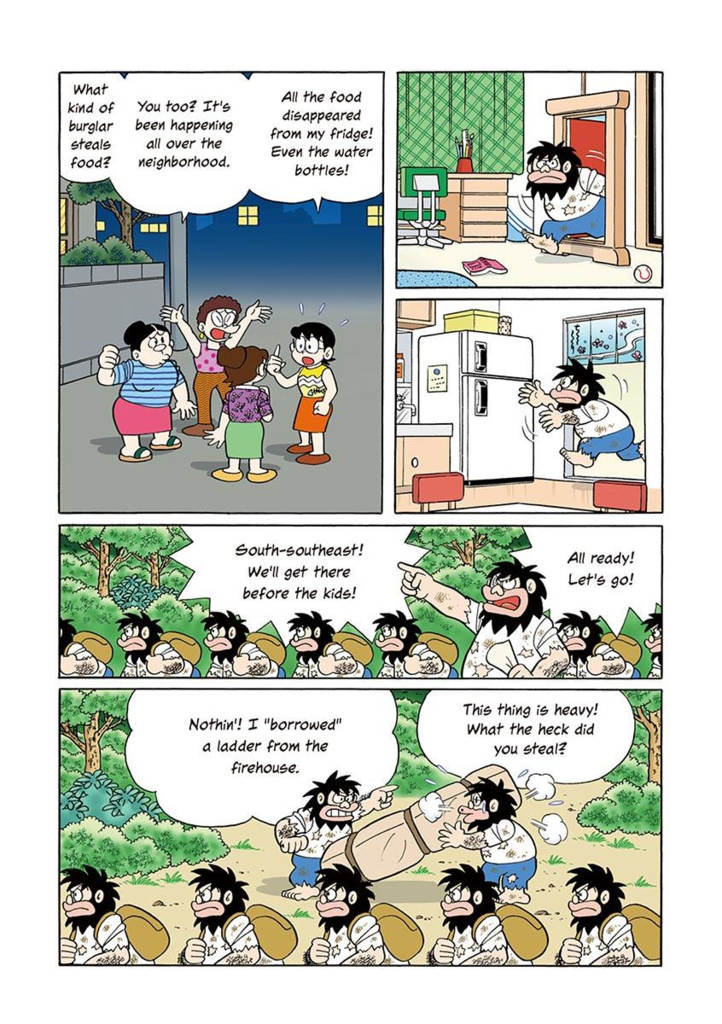 All the food
disappeared
from my fridge!
Even the water
bottles!
You too? It's
been happening
all over the
neighborhood.
What
kind of
burglar
steals
food?
All ready!
Let's go!
South-southeast!
We'll get there
before the kids!
This thing is heavy!
What the heck did
you steal?
Nothin'! I "borrowed"
a ladder from the
firehouse.